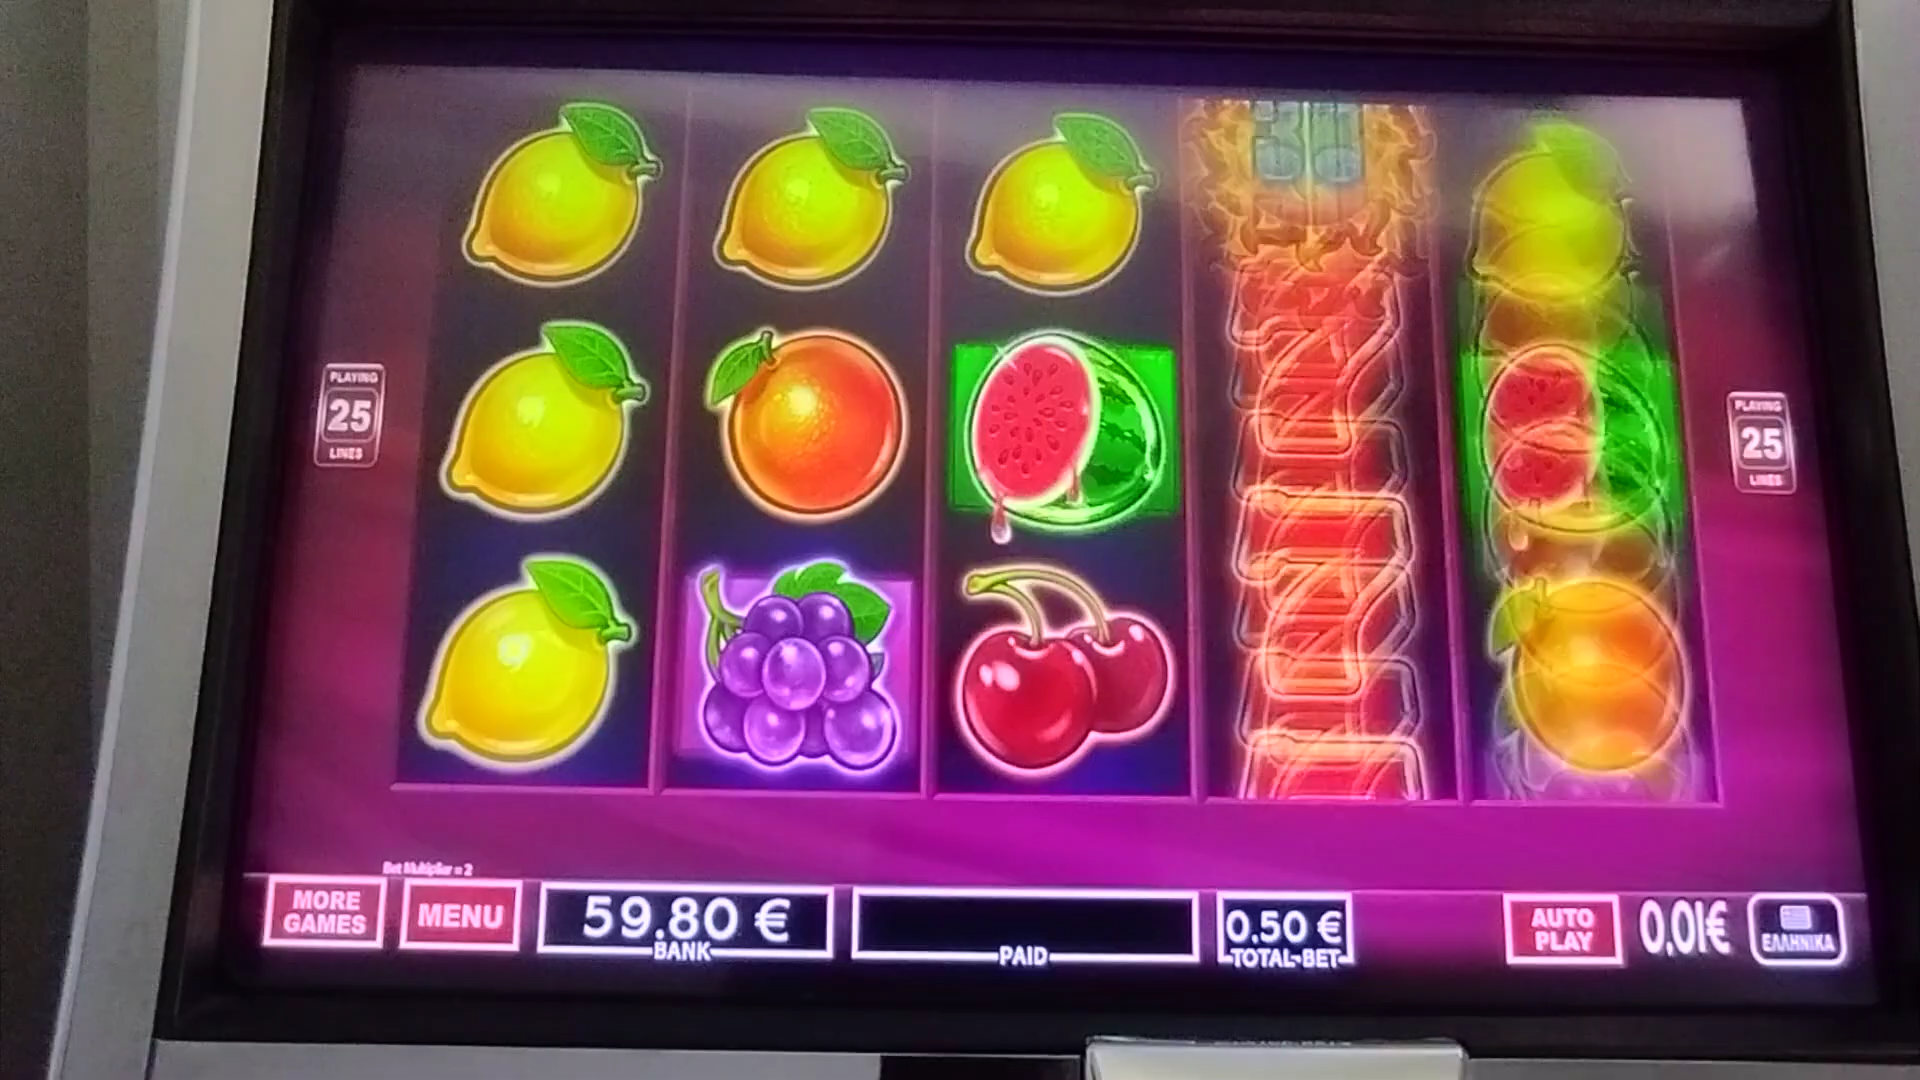 PLAYING
25
LINES
PLAYING
25
LINES
Bet Multiplier = 2
MORE
GAMES
MENU
59.80 €
BANK
PAID
0.50 €
TOTAL-BET
AUTO
PLAY
0,01€
ΕΛΛΗΝΙΚΑ